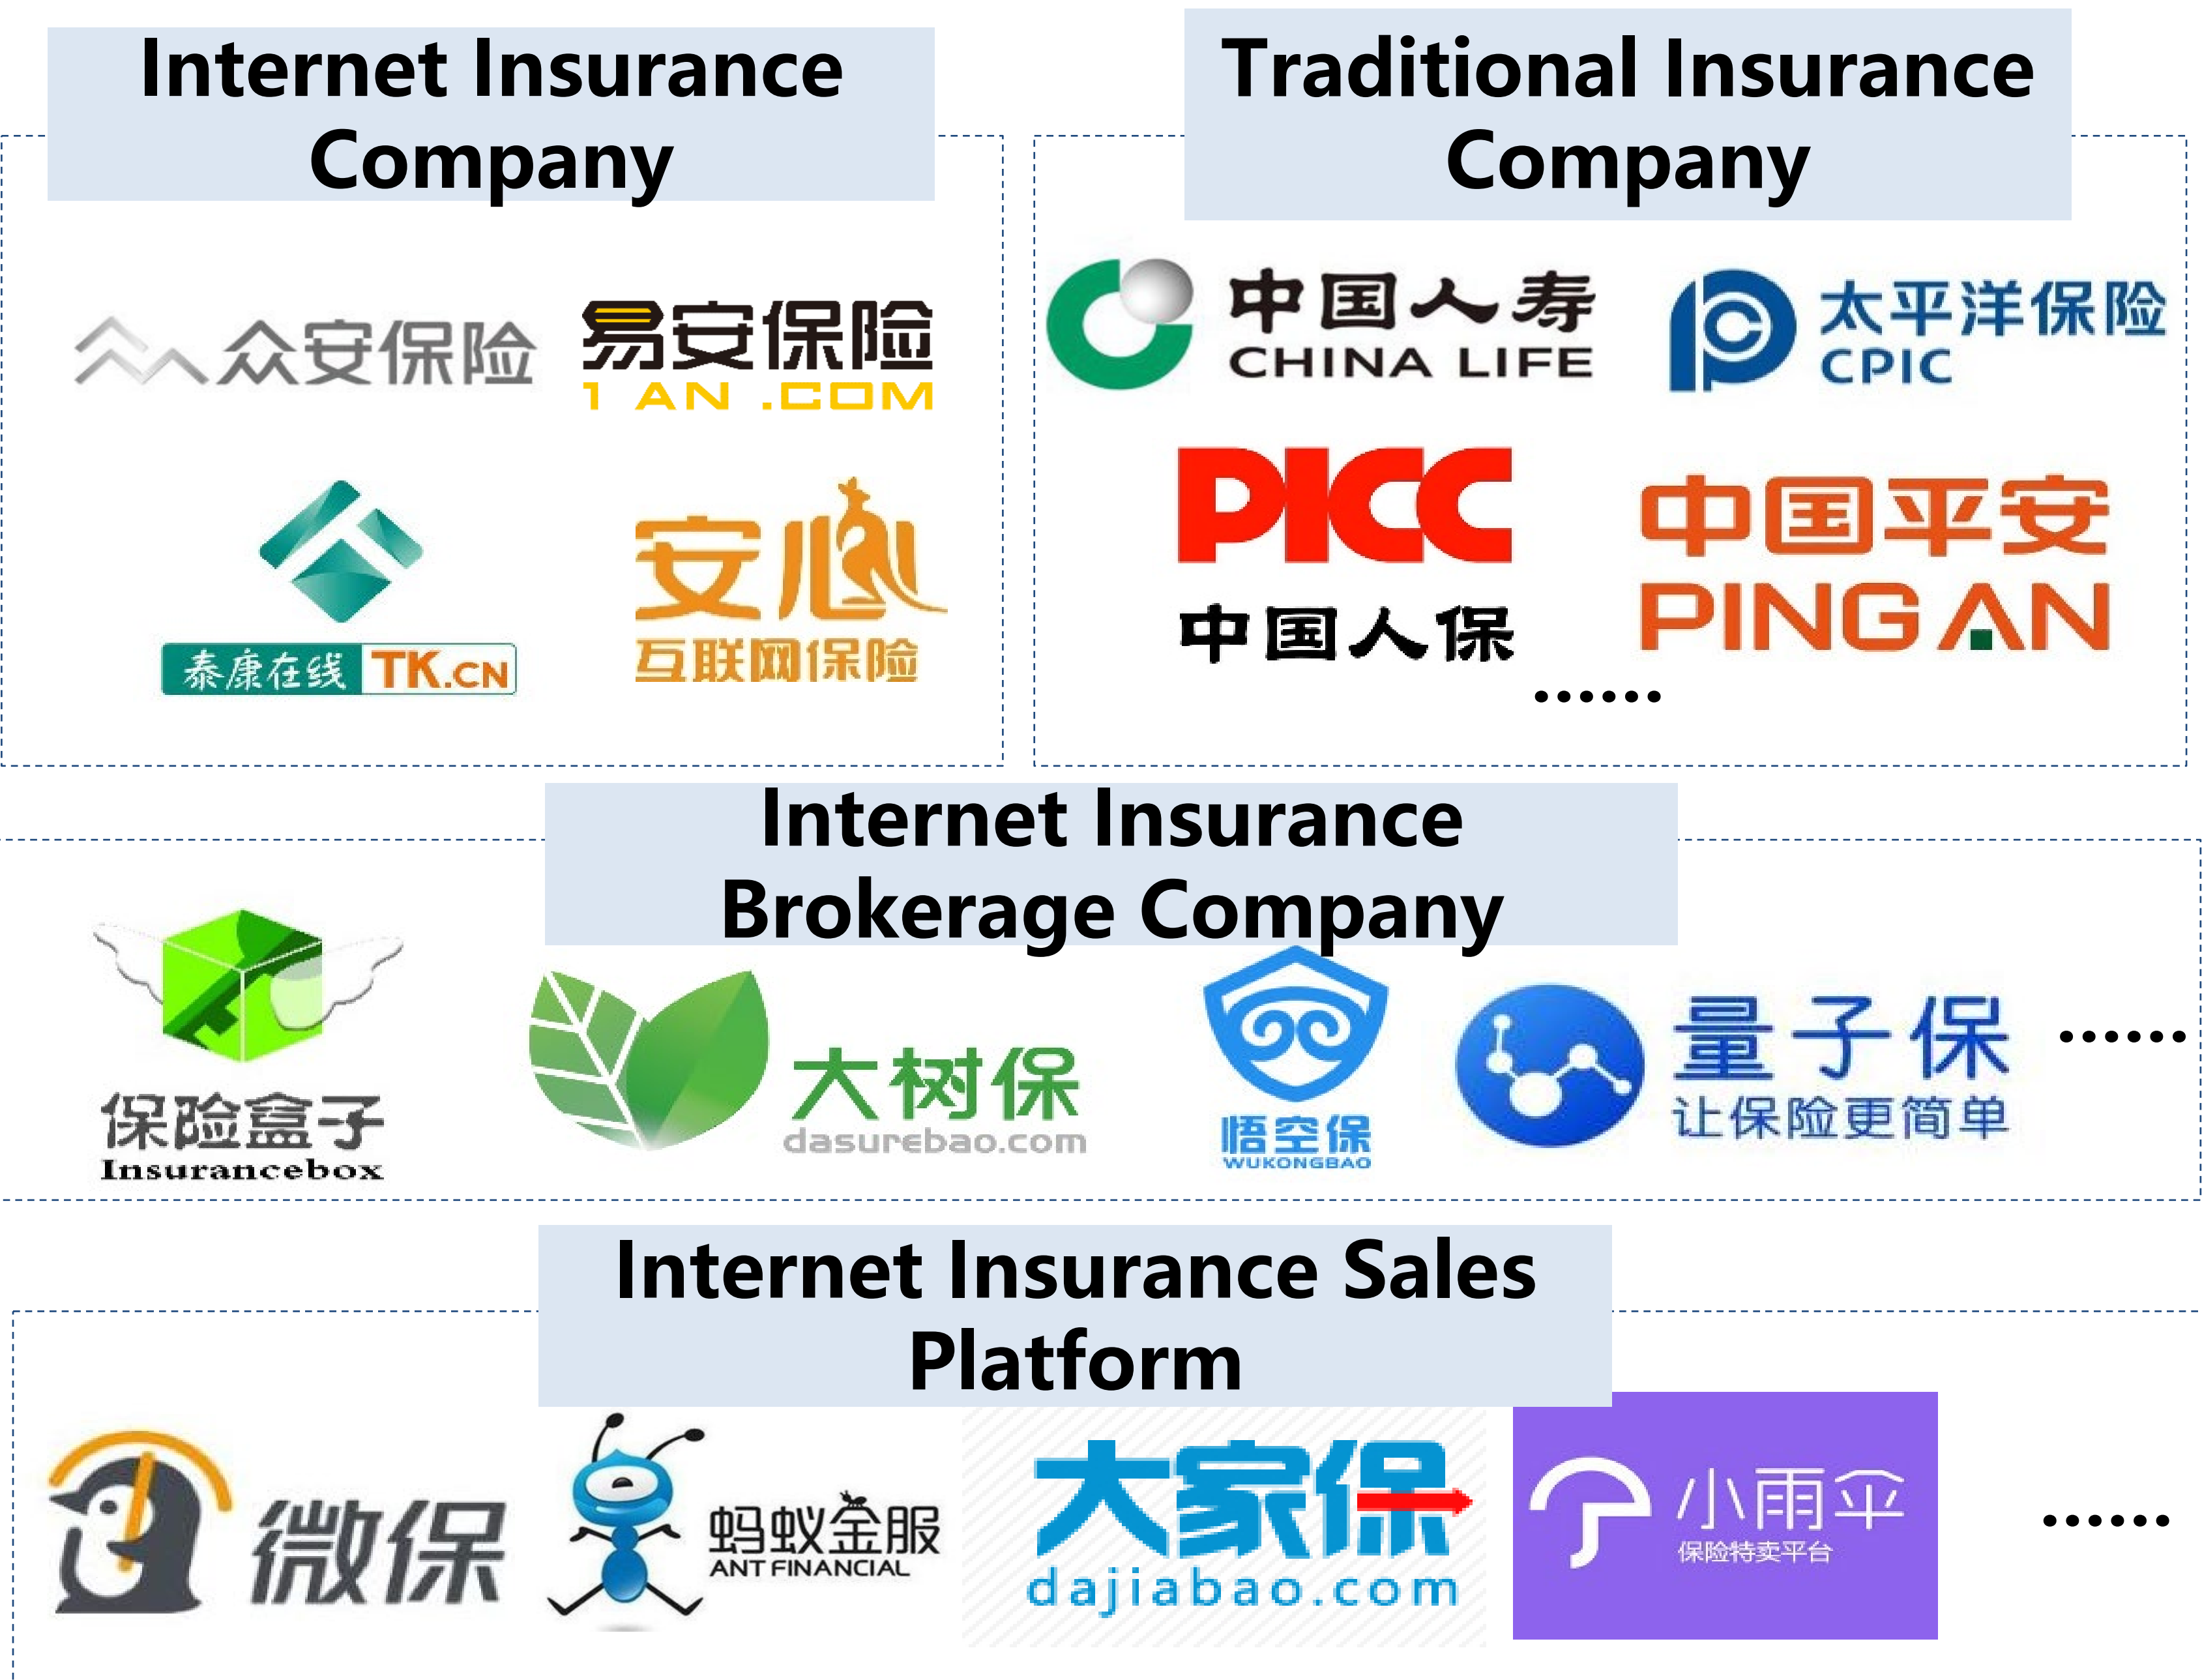 Internet Insurance
Company
众安保险
易安保险
1 AN .COM
泰康在线 TK.CN
安心
互联网保险
Traditional Insurance
Company
中国人寿
CHINA LIFE
太平洋保险
CPIC
PICC
中国人保
中国平安
PING AN
......
Internet Insurance
Brokerage Company
保险盒子
Insurancebox
大树保
dasurebao.com
悟空保
WUKONGBAO
量子保
让保险更简单
......
Internet Insurance Sales
Platform
微保
蚂蚁金服
ANT FINANCIAL
大家保
dajiabao.com
小雨伞
保险特卖平台
......